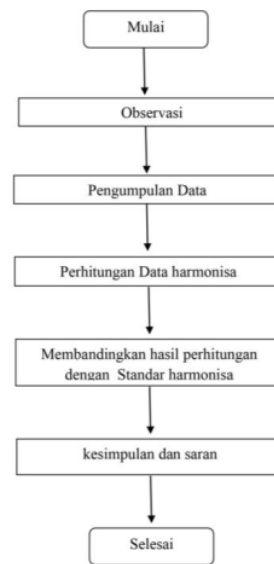 Mulai
Observasi
Pengumpulan Data
Perhitungan Data harmonisa
Membandingkan hasil perhitungan
dengan Standar harmonisa
kesimpulan dan saran
Selesai